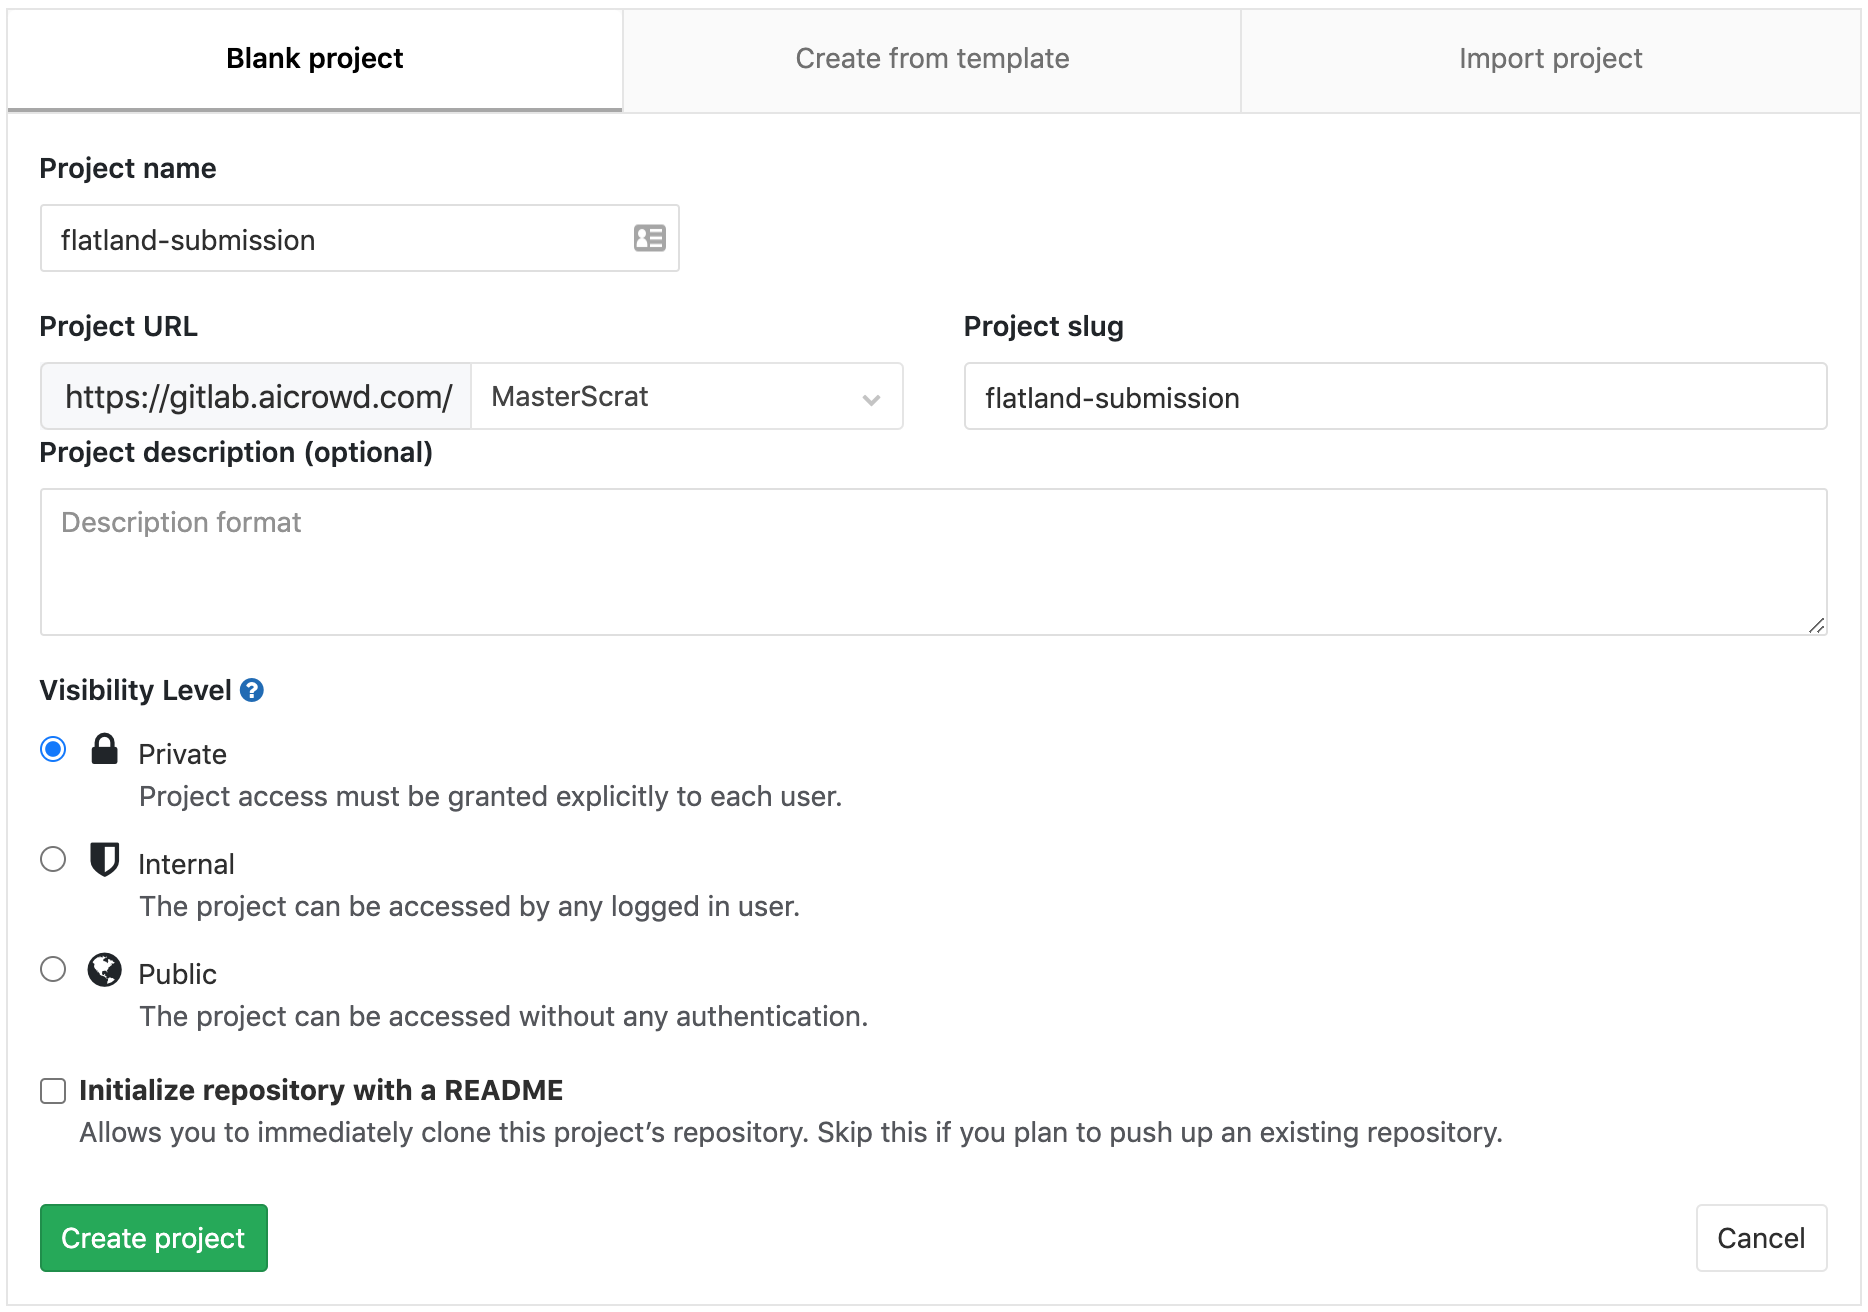 Blank project
Create from template
Import project
Project name
flatland-submission
Project URL
Project slug
https://gitlab.aicrowd.com/
MasterScrat
flatland-submission
Project description (optional)
Description format
Visibility Level
Private
Project access must be granted explicitly to each user.
Internal
The project can be accessed by any logged in user.
Public
The project can be accessed without any authentication.
Initialize repository with a README
Allows you to immediately clone this project’s repository. Skip this if you plan to push up an existing repository.
Create project
Cancel